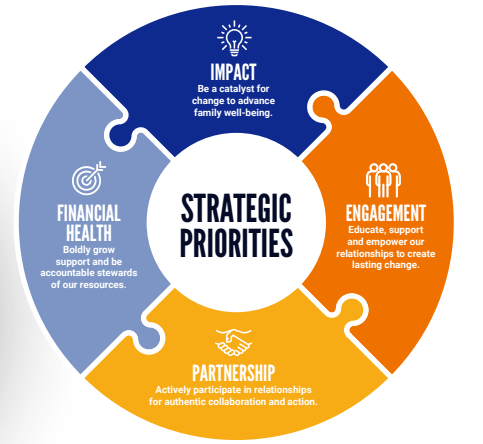 IMPACT
Be a catalyst for
change to advance
family well-being.
FINANCIAL
HEALTH
Boldly grow
support and be
accountable stewards
of our resources.
STRATEGIC
PRIORITIES
ENGAGEMENT
Educate, support
and empower our
relationships to create
lasting change.
PARTNERSHIP
Actively participate in relationships
for authentic collaboration and action.